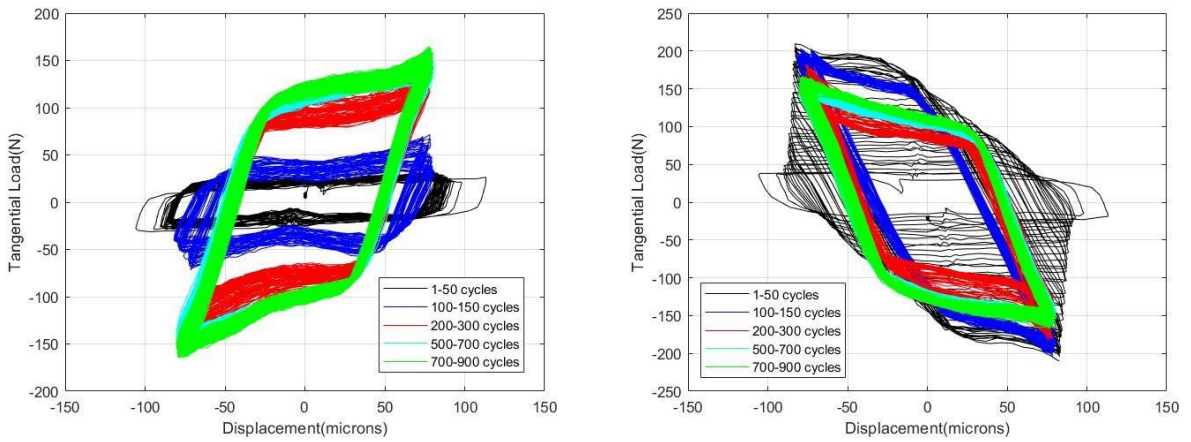 200
150
100
50
0
-50
-100
-150
-200
-150
-100
-50
0
50
100
150
Tangential Load(N)
Displacement(microns)
1-50 cycles
100-150 cycles
200-300 cycles
500-700 cycles
700-900 cycles
250
200
150
100
50
0
-50
-100
-150
-200
-250
-150
-100
-50
0
50
100
150
Tangential Load(N)
Displacement(microns)
1-50 cycles
100-150 cycles
200-300 cycles
500-700 cycles
700-900 cycles